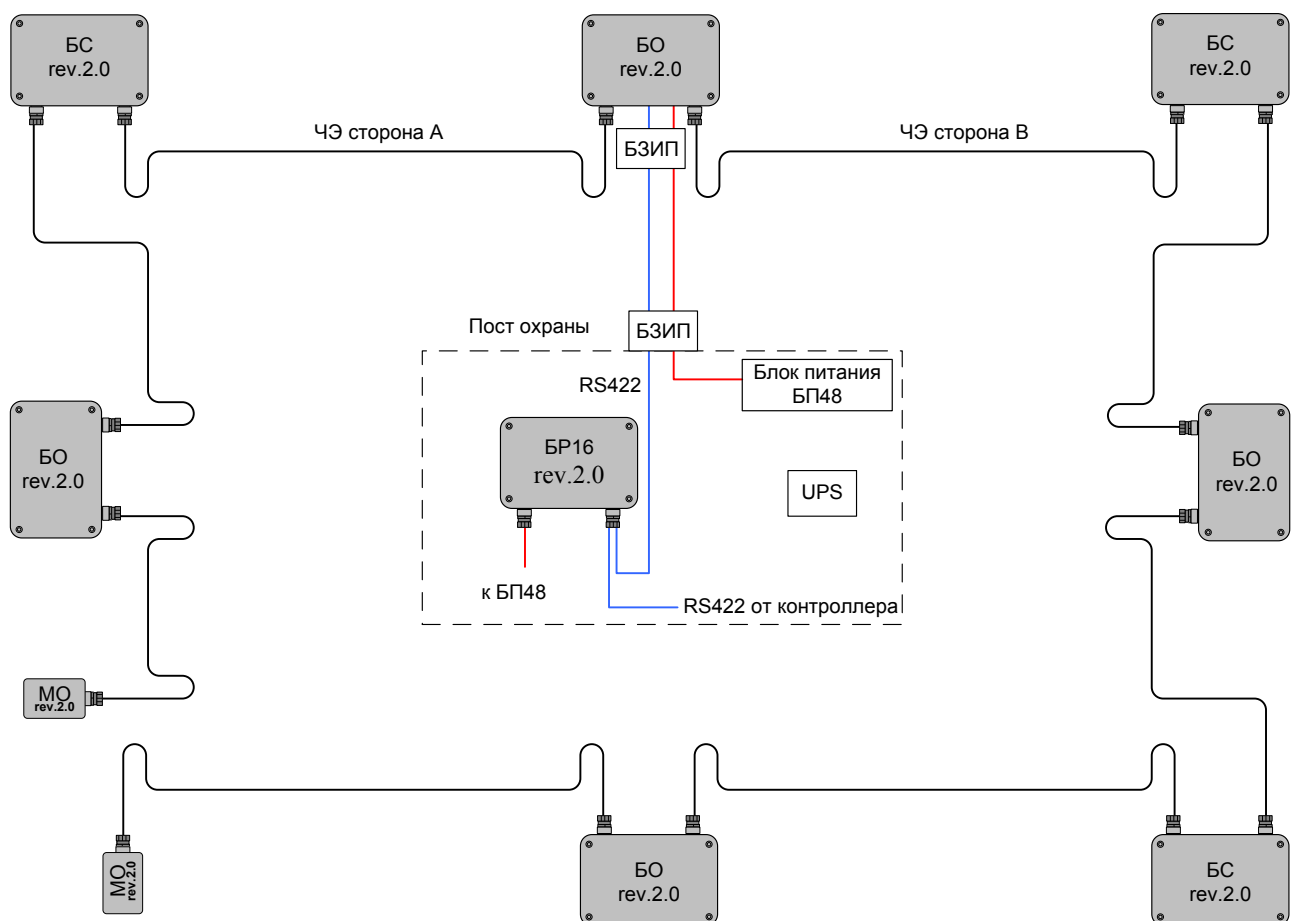 БС
rev.2.0
БО
rev.2.0
БС
rev.2.0
ЧЭ сторона А
БЗИП
ЧЭ сторона В
Пост охраны
БЗИП
RS422
Блок питания
БП48
БР16
rev.2.0
UPS
БО
rev.2.0
БО
rev.2.0
к БП48
RS422 от контроллера
МО
rev.2.0
МО
rev.2.0
БО
rev.2.0
БС
rev.2.0